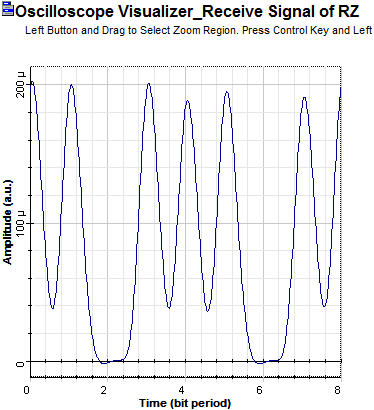 Oscilloscope Visualizer_Receive Signal of RZ
Left Button and Drag to Select Zoom Region. Press Control Key and Left
200 µ
100 µ
0
Amplitude (a.u.)
0 2 4 6 8
Time (bit period)